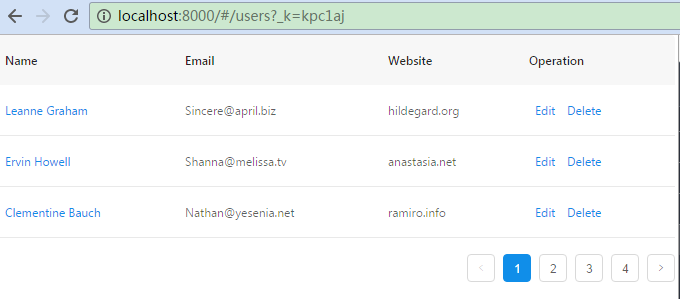 localhost:8000/#/users?_k=kpc1aj
Name Email Website Operation
Leanne Graham Sincere@april.biz hildegard.org Edit Delete
Ervin Howell Shanna@melissa.tv anastasia.net Edit Delete
Clementine Bauch Nathan@yesenia.net ramiro.info Edit Delete
< 1 2 3 4 >